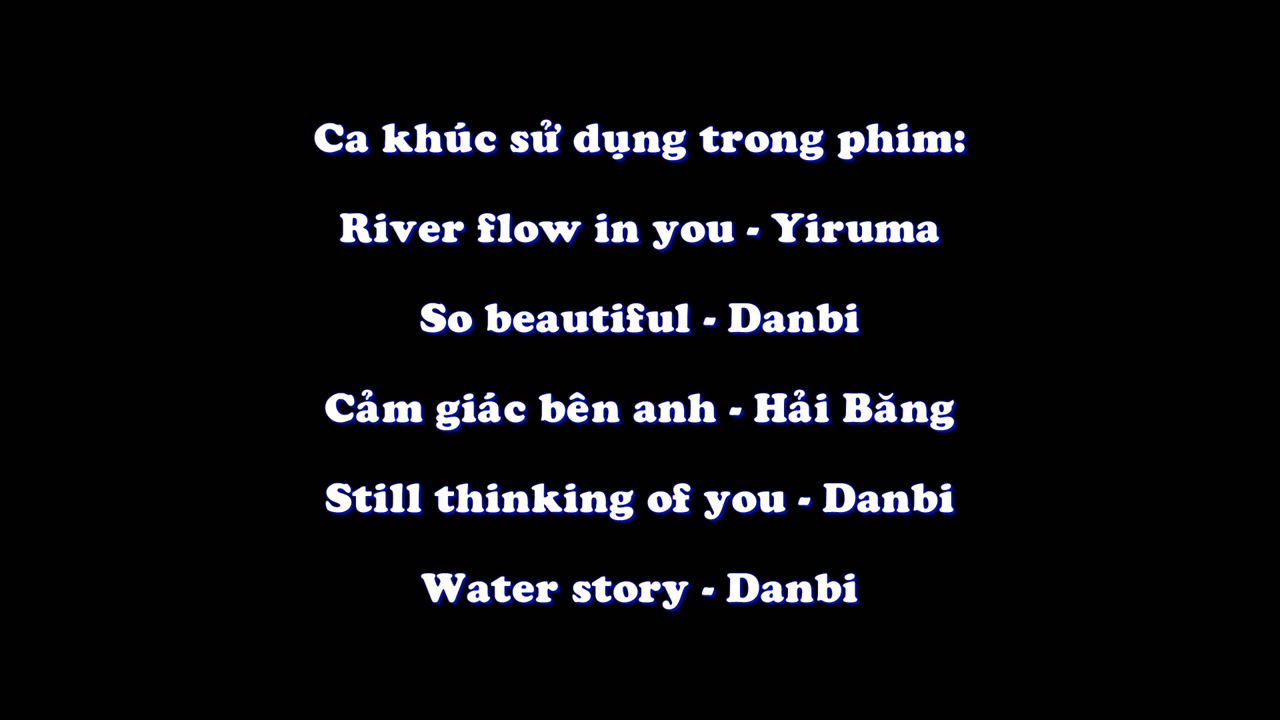 Ca khúc sử dụng trong phim:
River flow in you - Yiruma
So beautiful - Danbi
Cảm giác bên anh - Hải Băng
Still thinking of you - Danbi
Water story - Danbi